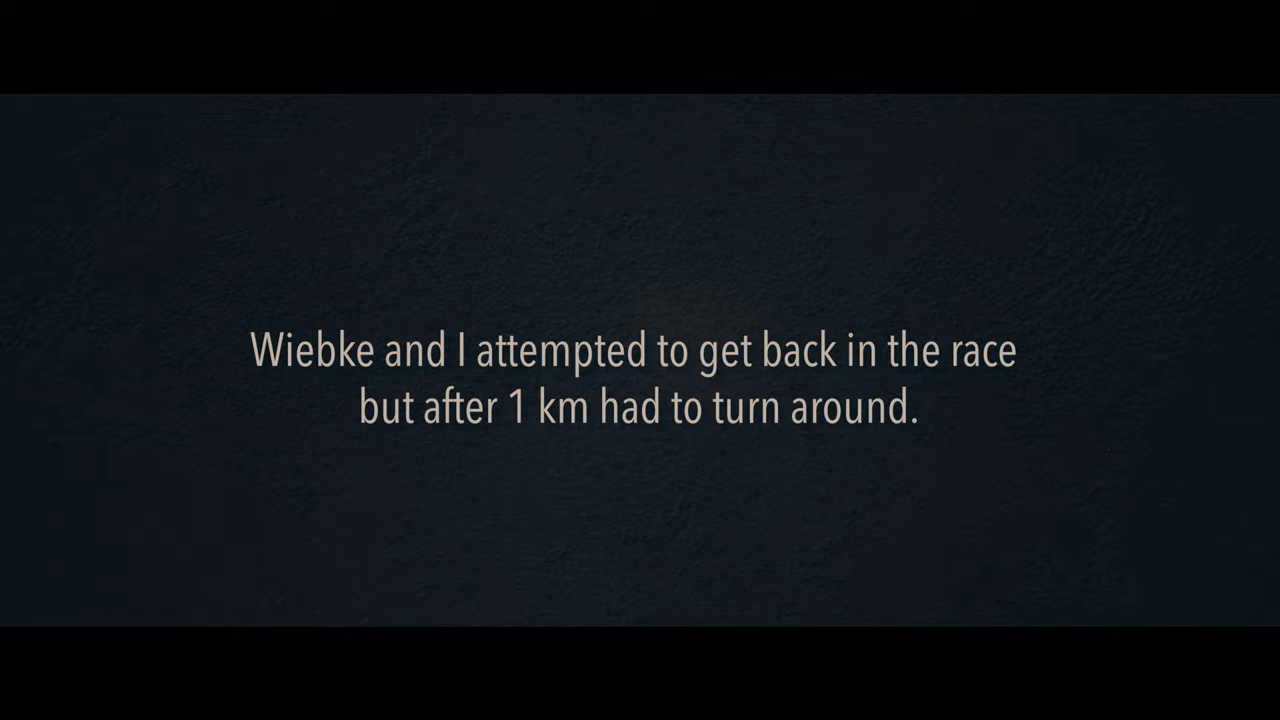 Wiebke and I attempted to get back in the race
but after 1 km had to turn around.